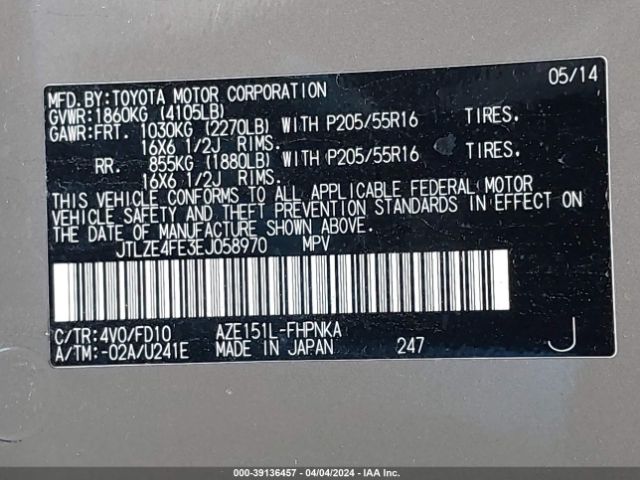 05/14
MFD.BY:TOYOTA MOTOR CORPORATION
GVWR:1860KG (4105LB)
GAWR:FRT. 1030KG (2270LB) WITH P205/55R16 TIRES.
16X6 1/2J RIMS.
RR. 855KG (1880LB) WITH P205/55R16 TIRES.
16X6 1/2J RIMS.
THIS VEHICLE CONFORMS TO ALL APPLICABLE FEDERAL MOTOR
VEHICLE SAFETY AND THEFT PREVENTION STANDARDS IN EFFECT ON
THE DATE OF MANUFACTURE SHOWN ABOVE.
JTLZE4FE3EJ058970 MPV
C/TR:4V0/FD10 AZE151L-FHPNKA
A/TM:-02A/U241E MADE IN JAPAN 247 J
000-39136457 - 04/04/2024 - IAAI.COM